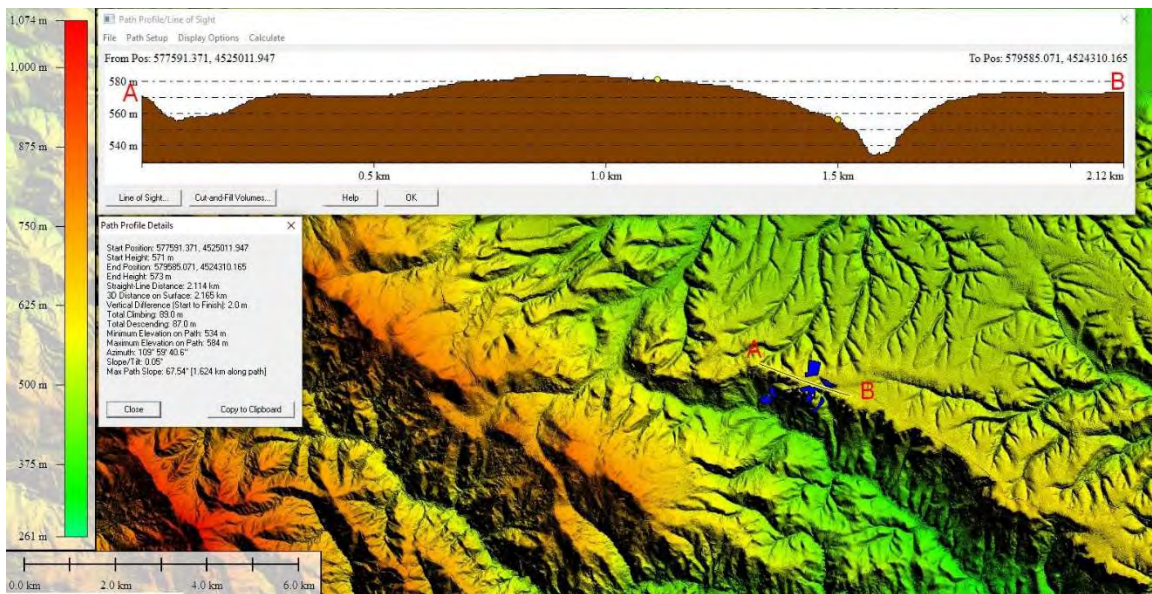 1,074 m
1,000 m
875 m
750 m
625 m
500 m
375 m
261 m
Path Profile/Line of Sight
File Path Setup Display Options Calculate
From Pos: 577591.371, 4525011.947 To Pos: 579585.071, 4524310.165
580 m
A B
560 m
540 m
0.5 km 1.0 km 1.5 km 2.12 km
Line of Sight... Cut-and-Fill Volumes... Help OK
Path Profile Details
Start Position: 577591.371, 4525011.947
Start Height: 571 m
End Position: 579585.071, 4524310.165
End Height: 573 m
Straight-Line Distance: 2.114 km
3D Distance on Surface: 2.165 km
Vertical Difference (Start to Finish): 2.0 m
Total Climbing: 89.0 m
Total Descending: 87.0 m
Minimum Elevation on Path: 534 m
Maximum Elevation on Path: 584 m
Azimuth: 109° 59' 40.6"
Slope/Tilt: 0.05°
Max Path Slope: 67.54° (1.624 km along path)
Close Copy to Clipboard
A
B
0.0 km 2.0 km 4.0 km 6.0 km